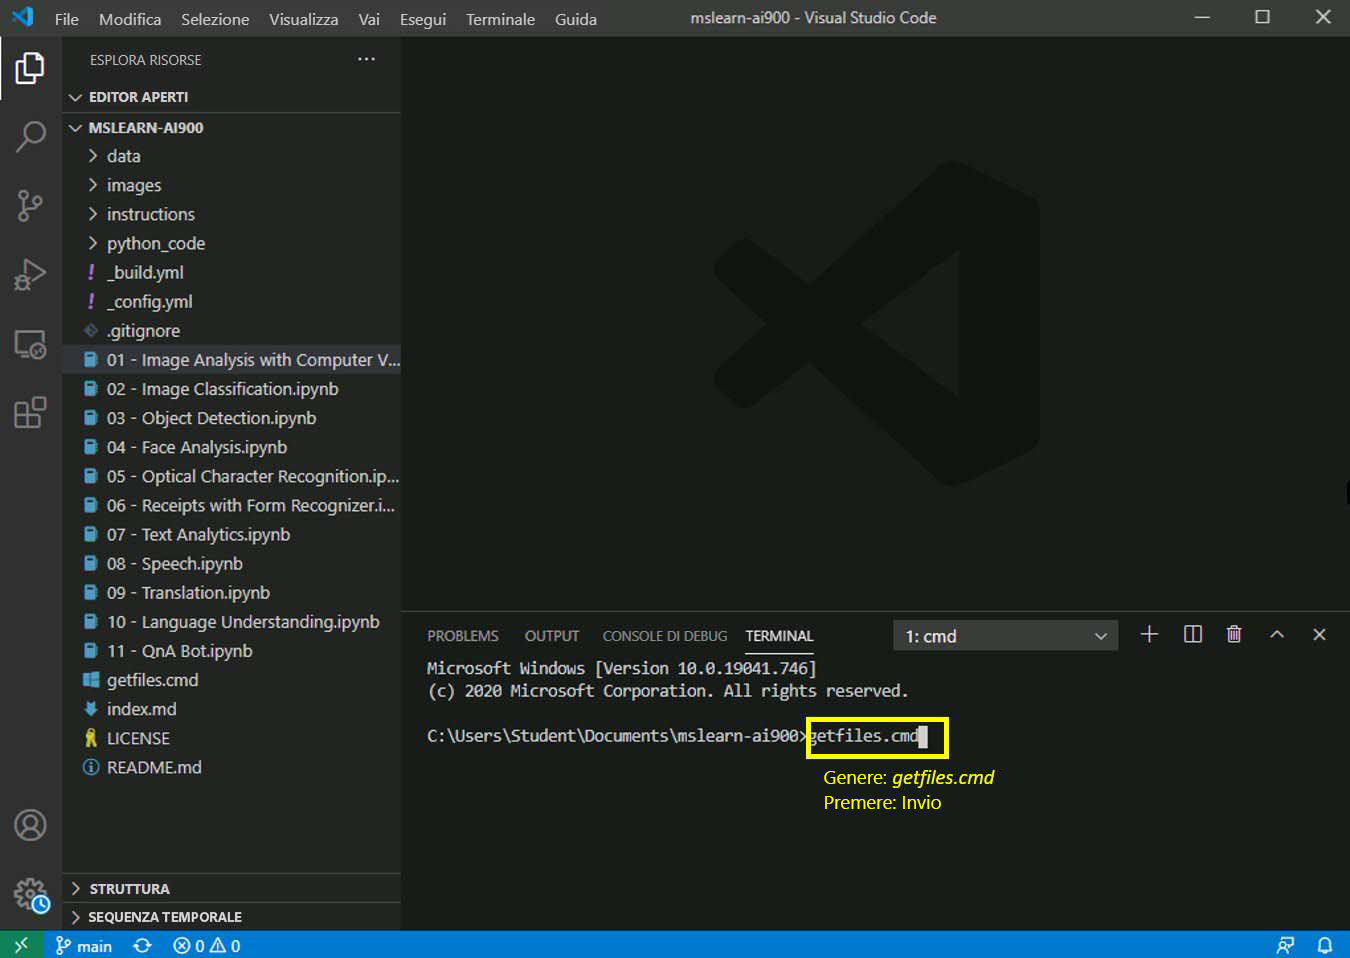 File Modifica Selezione Visualizza Vai Esegui Terminale Guida mslearn-ai900 - Visual Studio Code
ESPLORA RISORSE
EDITOR APERTI
MSLEARN-AI900
data
images
instructions
python_code
! _build.yml
! _config.yml
.gitignore
01 - Image Analysis with Computer V...
02 - Image Classification.ipynb
03 - Object Detection.ipynb
04 - Face Analysis.ipynb
05 - Optical Character Recognition.ip...
06 - Receipts with Form Recognizer.i...
07 - Text Analytics.ipynb
08 - Speech.ipynb
09 - Translation.ipynb
10 - Language Understanding.ipynb
11 - QnA Bot.ipynb
getfiles.cmd
index.md
LICENSE
README.md
STRUTTURA
SEQUENZA TEMPORALE
PROBLEMS OUTPUT CONSOLE DI DEBUG TERMINAL 1: cmd
Microsoft Windows [Version 10.0.19041.746]
(c) 2020 Microsoft Corporation. All rights reserved.
C:\Users\Student\Documents\mslearn-ai900>getfiles.cmd
Genere: getfiles.cmd
Premere: Invio
main 0 0